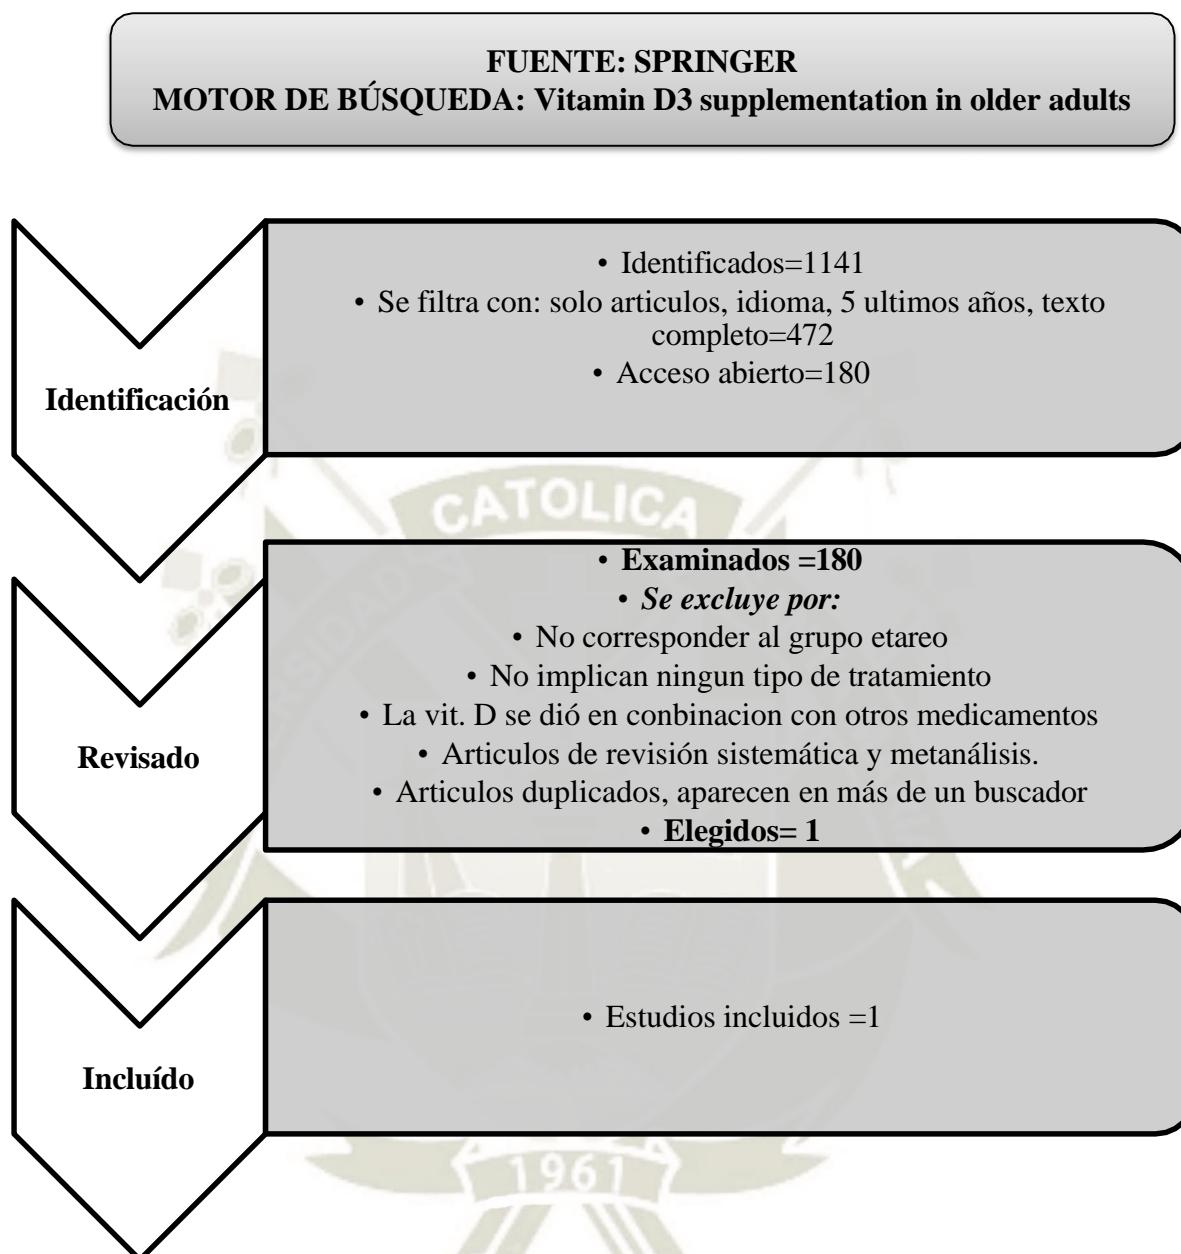 FUENTE: SPRINGER
MOTOR DE BÚSQUEDA: Vitamin D3 supplementation in older adults
Identificación
• Identificados=1141
• Se filtra con: solo articulos, idioma, 5 ultimos años, texto
completo=472
• Acceso abierto=180
CATOLICA
Revisado
• Examinados =180
• Se excluye por:
• No corresponder al grupo etareo
• No implican ningun tipo de tratamiento
• La vit. D se dió en conbinacion con otros medicamentos
• Articulos de revisión sistemática y metanálisis.
• Articulos duplicados, aparecen en más de un buscador
• Elegidos= 1
Incluído
• Estudios incluidos =1
1961